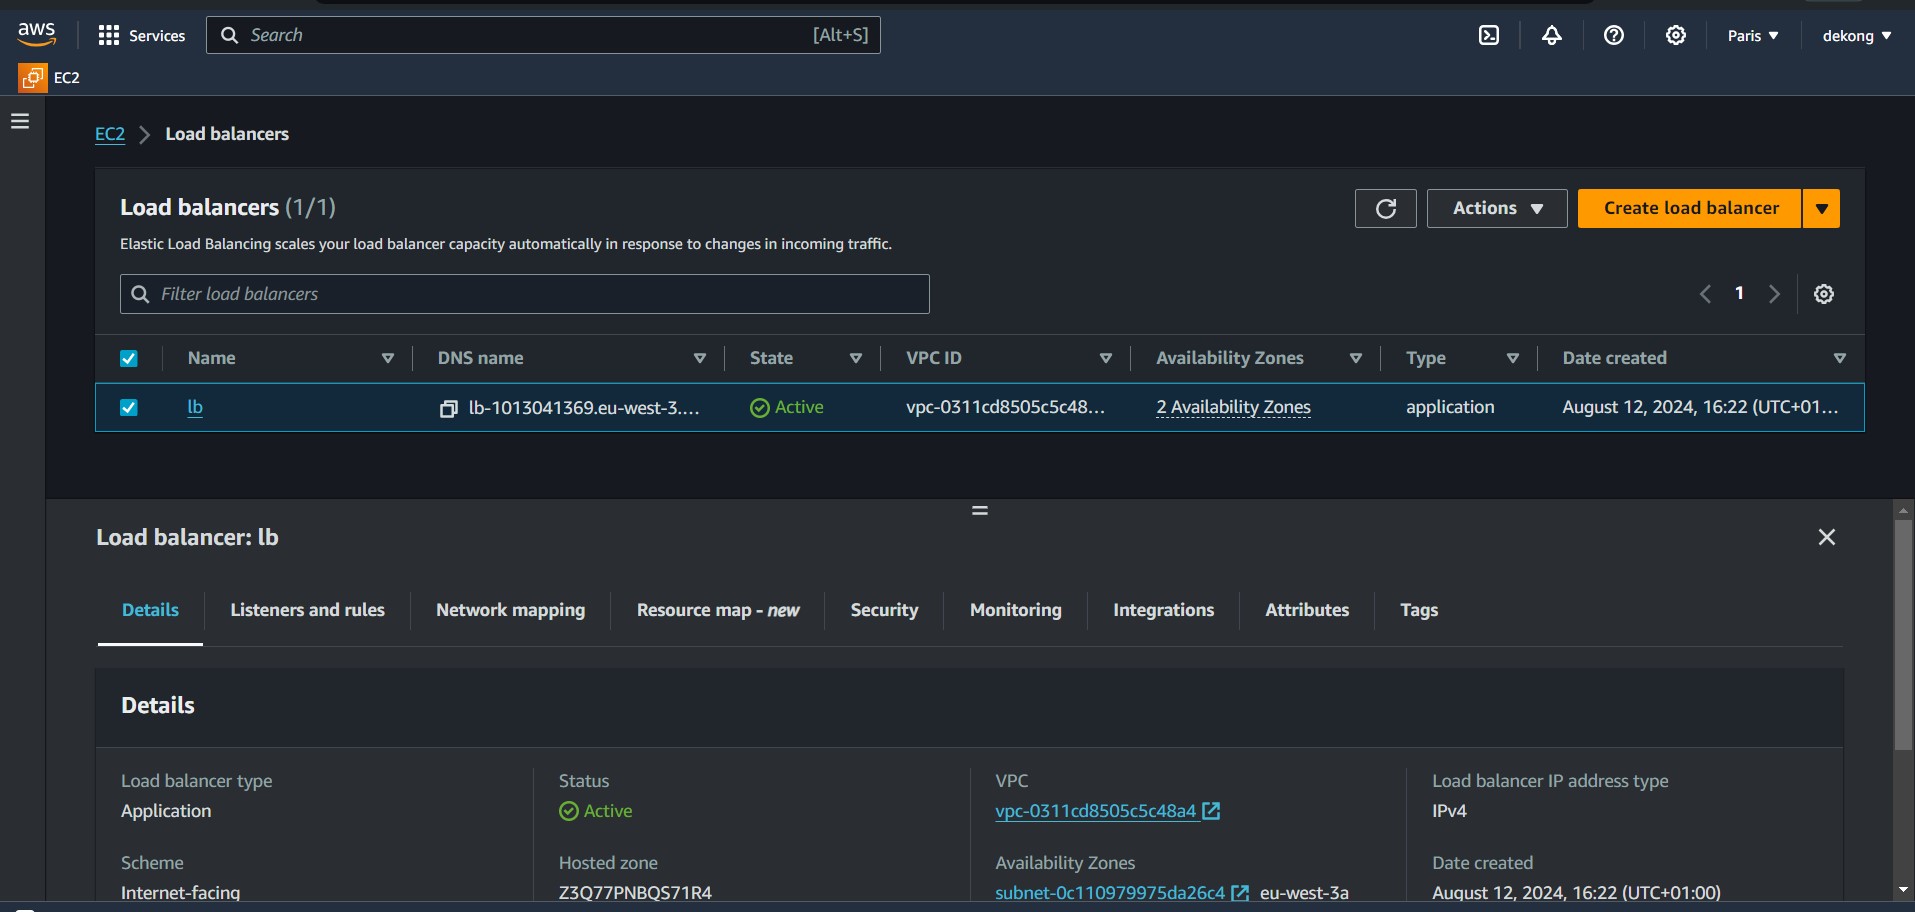 aws
Services
Search
[Alt+S]
Paris
dekong
EC2
EC2
Load balancers
Load balancers (1/1)
Actions
Create load balancer
Elastic Load Balancing scales your load balancer capacity automatically in response to changes in incoming traffic.
Filter load balancers
1
Name
DNS name
State
VPC ID
Availability Zones
Type
Date created
lb
lb-1013041369.eu-west-3....
Active
vpc-0311cd8505c5c48...
2 Availability Zones
application
August 12, 2024, 16:22 (UTC+01...
Load balancer: lb
Details
Listeners and rules
Network mapping
Resource map - new
Security
Monitoring
Integrations
Attributes
Tags
Details
Load balancer type
Application
Status
Active
VPC
vpc-0311cd8505c5c48a4
Load balancer IP address type
IPv4
Scheme
Internet-facing
Hosted zone
Z3Q77PNBQS71R4
Availability Zones
subnet-0c110979975da26c4 eu-west-3a
Date created
August 12, 2024, 16:22 (UTC+01:00)